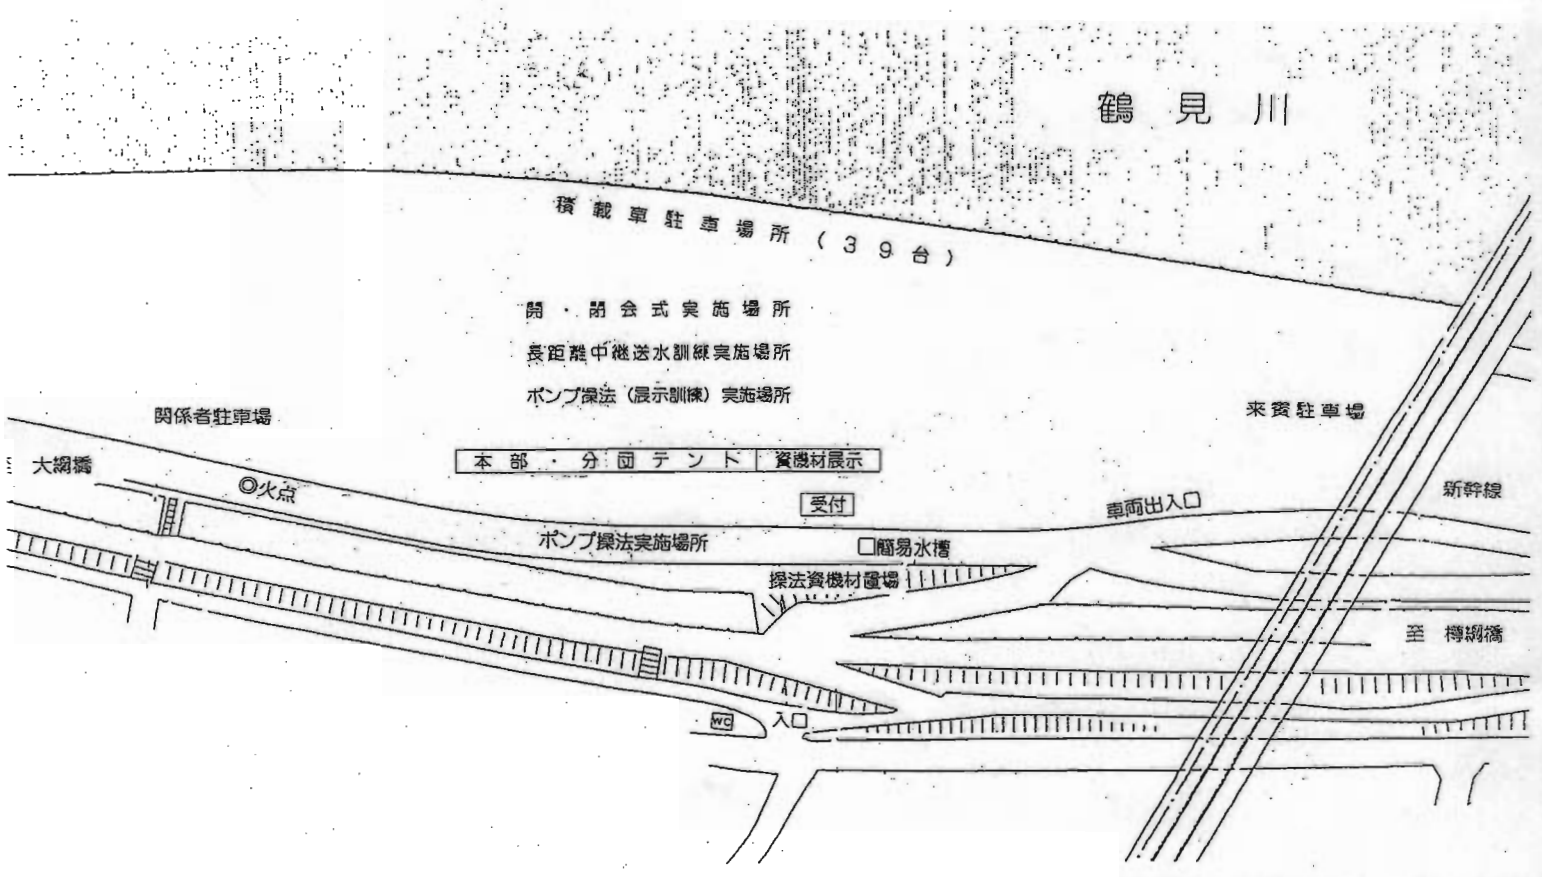 鶴見川
積載車駐車場所(39台)
開・閉会式実施場所
長距離中継送水訓練実施場所
ポンプ操法(展示訓練)実施場所
関係者駐車場
来賓駐車場
至 大綱橋
本部・分団テント 資機材展示
◎火点
受付
車両出入口
新幹線
ポンプ操法実施場所
□簡易水槽
操法資機材置場
至 樽綱橋
WC
入口